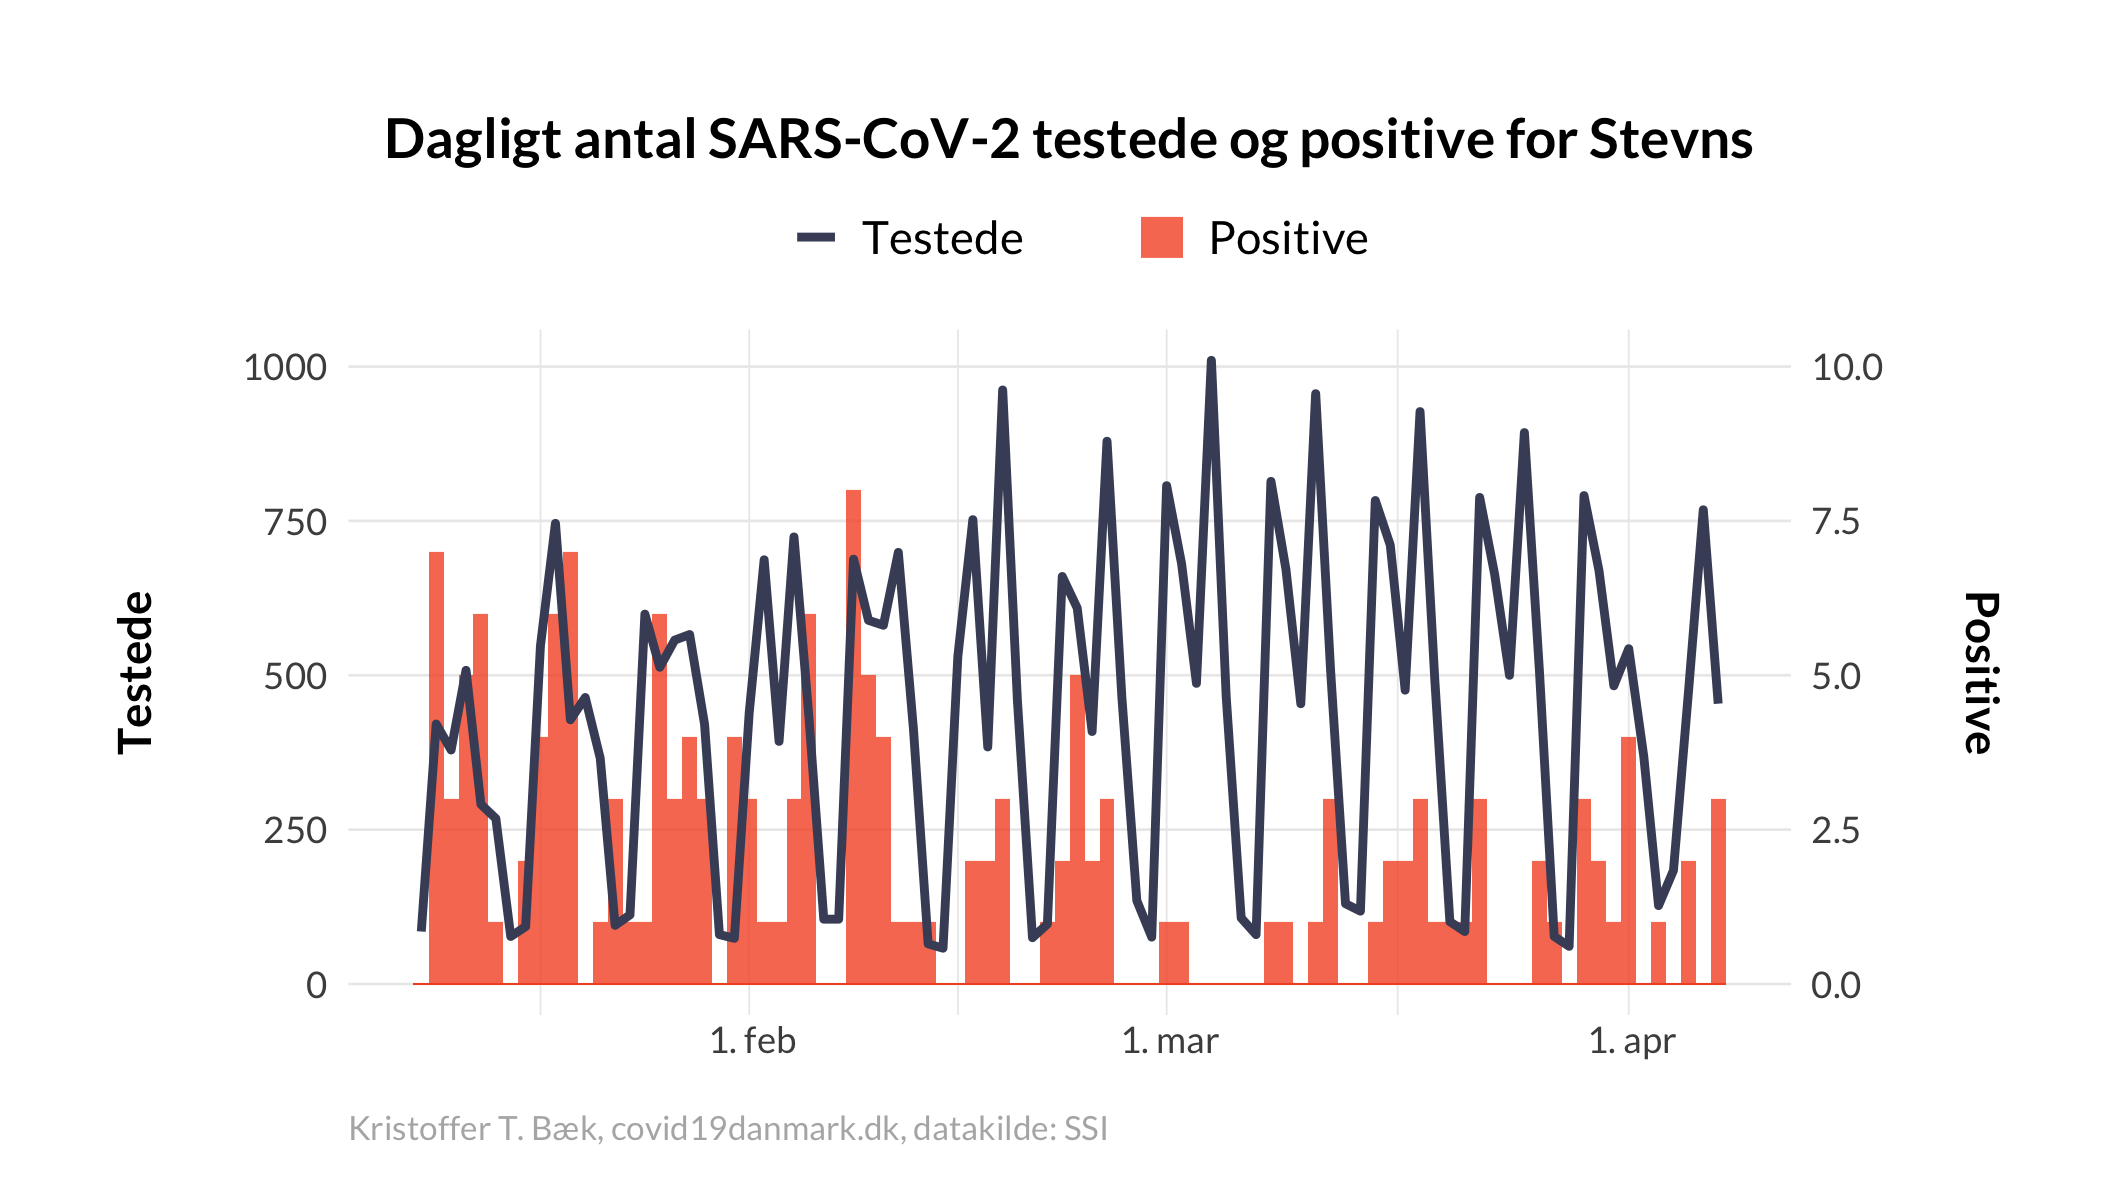 Dagligt antal SARS-CoV-2 testede og positive for Stevns
Testede
Positive
1000
750
500
250
0
Testede
10.0
7.5
5.0
2.5
0.0
Positive
1. feb
1. mar
1. apr
Kristoffer T. Bæk, covid19danmark.dk, datakilde: SSI